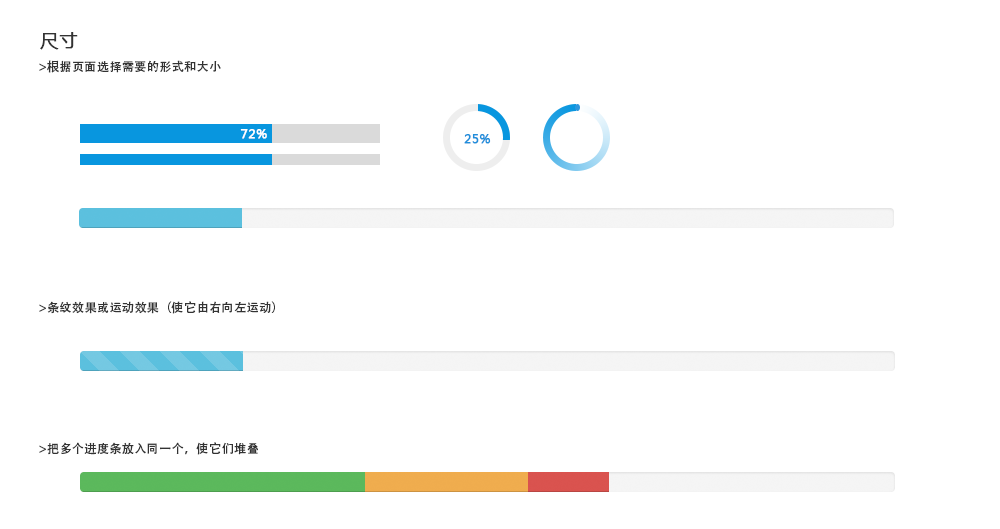 尺寸
>根据页面选择需要的形式和大小
72%
25%
>条纹效果或运动效果（使它由右向左运动）
>把多个进度条放入同一个，使它们堆叠